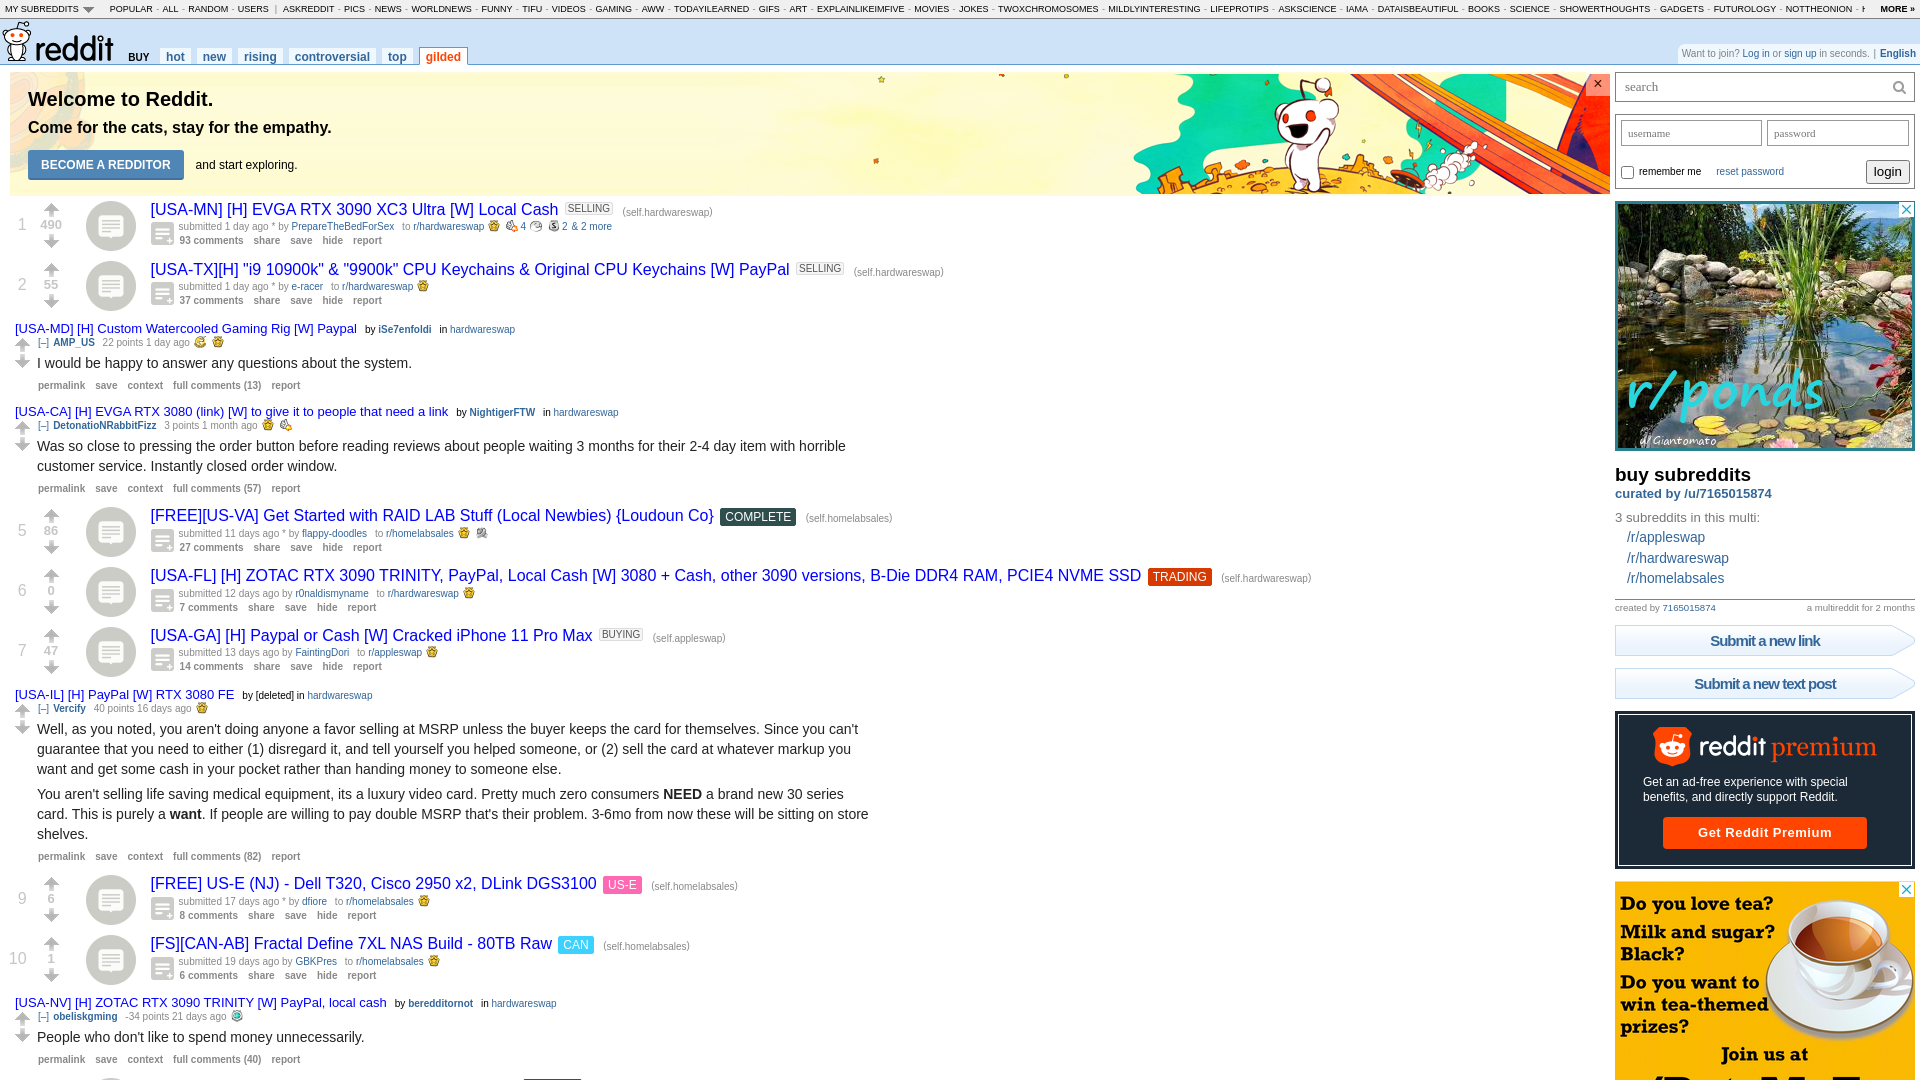 MY SUBREDDITS POPULAR - ALL - RANDOM - USERS | ASKREDDIT - PICS - NEWS - WORLDNEWS - FUNNY - TIFU - VIDEOS - GAMING - AWW - TODAYILEARNED - GIFS - ART - EXPLAINLIKEIMFIVE - MOVIES - JOKES - TWOXCHROMOSOMES - MILDLYINTERESTING - LIFEPROTIPS - ASKSCIENCE - IAMA - DATAISBEAUTIFUL - BOOKS - SCIENCE - SHOWERTHOUGHTS - GADGETS - FUTUROLOGY - NOTTHEONION - MORE »
reddit BUY hot new rising controversial top gilded
Want to join? Log in or sign up in seconds. | English
Welcome to Reddit.
Come for the cats, stay for the empathy.
BECOME A REDDITOR and start exploring.
×
1
490
[USA-MN] [H] EVGA RTX 3090 XC3 Ultra [W] Local Cash SELLING (self.hardwareswap)
submitted 1 day ago * by PrepareTheBedForSex to r/hardwareswap 4 2 & 2 more
93 comments share save hide report
2
55
[USA-TX][H] "i9 10900k" & "9900k" CPU Keychains & Original CPU Keychains [W] PayPal SELLING (self.hardwareswap)
submitted 1 day ago * by e-racer to r/hardwareswap
37 comments share save hide report
[USA-MD] [H] Custom Watercooled Gaming Rig [W] Paypal by iSe7enfoldi in hardwareswap
[–] AMP_US 22 points 1 day ago
I would be happy to answer any questions about the system.
permalink save context full comments (13) report
[USA-CA] [H] EVGA RTX 3080 (link) [W] to give it to people that need a link by NightigerFTW in hardwareswap
[–] DetonatioNRabbitFizz 3 points 1 month ago
Was so close to pressing the order button before reading reviews about people waiting 3 months for their 2-4 day item with horrible
customer service. Instantly closed order window.
permalink save context full comments (57) report
5
86
[FREE][US-VA] Get Started with RAID LAB Stuff (Local Newbies) {Loudoun Co} COMPLETE (self.homelabsales)
submitted 11 days ago * by flappy-doodles to r/homelabsales
27 comments share save hide report
6
0
[USA-FL] [H] ZOTAC RTX 3090 TRINITY, PayPal, Local Cash [W] 3080 + Cash, other 3090 versions, B-Die DDR4 RAM, PCIE4 NVME SSD TRADING (self.hardwareswap)
submitted 12 days ago by r0naldismyname to r/hardwareswap
7 comments share save hide report
7
47
[USA-GA] [H] Paypal or Cash [W] Cracked iPhone 11 Pro Max BUYING (self.appleswap)
submitted 13 days ago by FaintingDori to r/appleswap
14 comments share save hide report
[USA-IL] [H] PayPal [W] RTX 3080 FE by [deleted] in hardwareswap
[–] Vercify 40 points 16 days ago
Well, as you noted, you aren't doing anyone a favor selling at MSRP unless the buyer keeps the card for themselves. Since you can't
guarantee that you need to either (1) disregard it, and tell yourself you helped someone, or (2) sell the card at whatever markup you
want and get some cash in your pocket rather than handing money to someone else.
You aren't selling life saving medical equipment, its a luxury video card. Pretty much zero consumers NEED a brand new 30 series
card. This is purely a want. If people are willing to pay double MSRP that's their problem. 3-6mo from now these will be sitting on store
shelves.
permalink save context full comments (82) report
9
6
[FREE] US-E (NJ) - Dell T320, Cisco 2950 x2, DLink DGS3100 US-E (self.homelabsales)
submitted 17 days ago * by dfiore to r/homelabsales
8 comments share save hide report
10
1
[FS][CAN-AB] Fractal Define 7XL NAS Build - 80TB Raw CAN (self.homelabsales)
submitted 19 days ago by GBKPres to r/homelabsales
6 comments share save hide report
[USA-NV] [H] ZOTAC RTX 3090 TRINITY [W] PayPal, local cash by beredditornot in hardwareswap
[–] obeliskgming -34 points 21 days ago
People who don't like to spend money unnecessarily.
permalink save context full comments (40) report
search
username password
remember me reset password login
r/ponds
u/Giantomato
buy subreddits
curated by /u/7165015874
3 subreddits in this multi:
/r/appleswap
/r/hardwareswap
/r/homelabsales
created by 7165015874 a multireddit for 2 months
Submit a new link
Submit a new text post
reddit premium
Get an ad-free experience with special
benefits, and directly support Reddit.
Get Reddit Premium
Do you love tea?
Milk and sugar?
Black?
Do you want to
win tea-themed
prizes?
Join us at